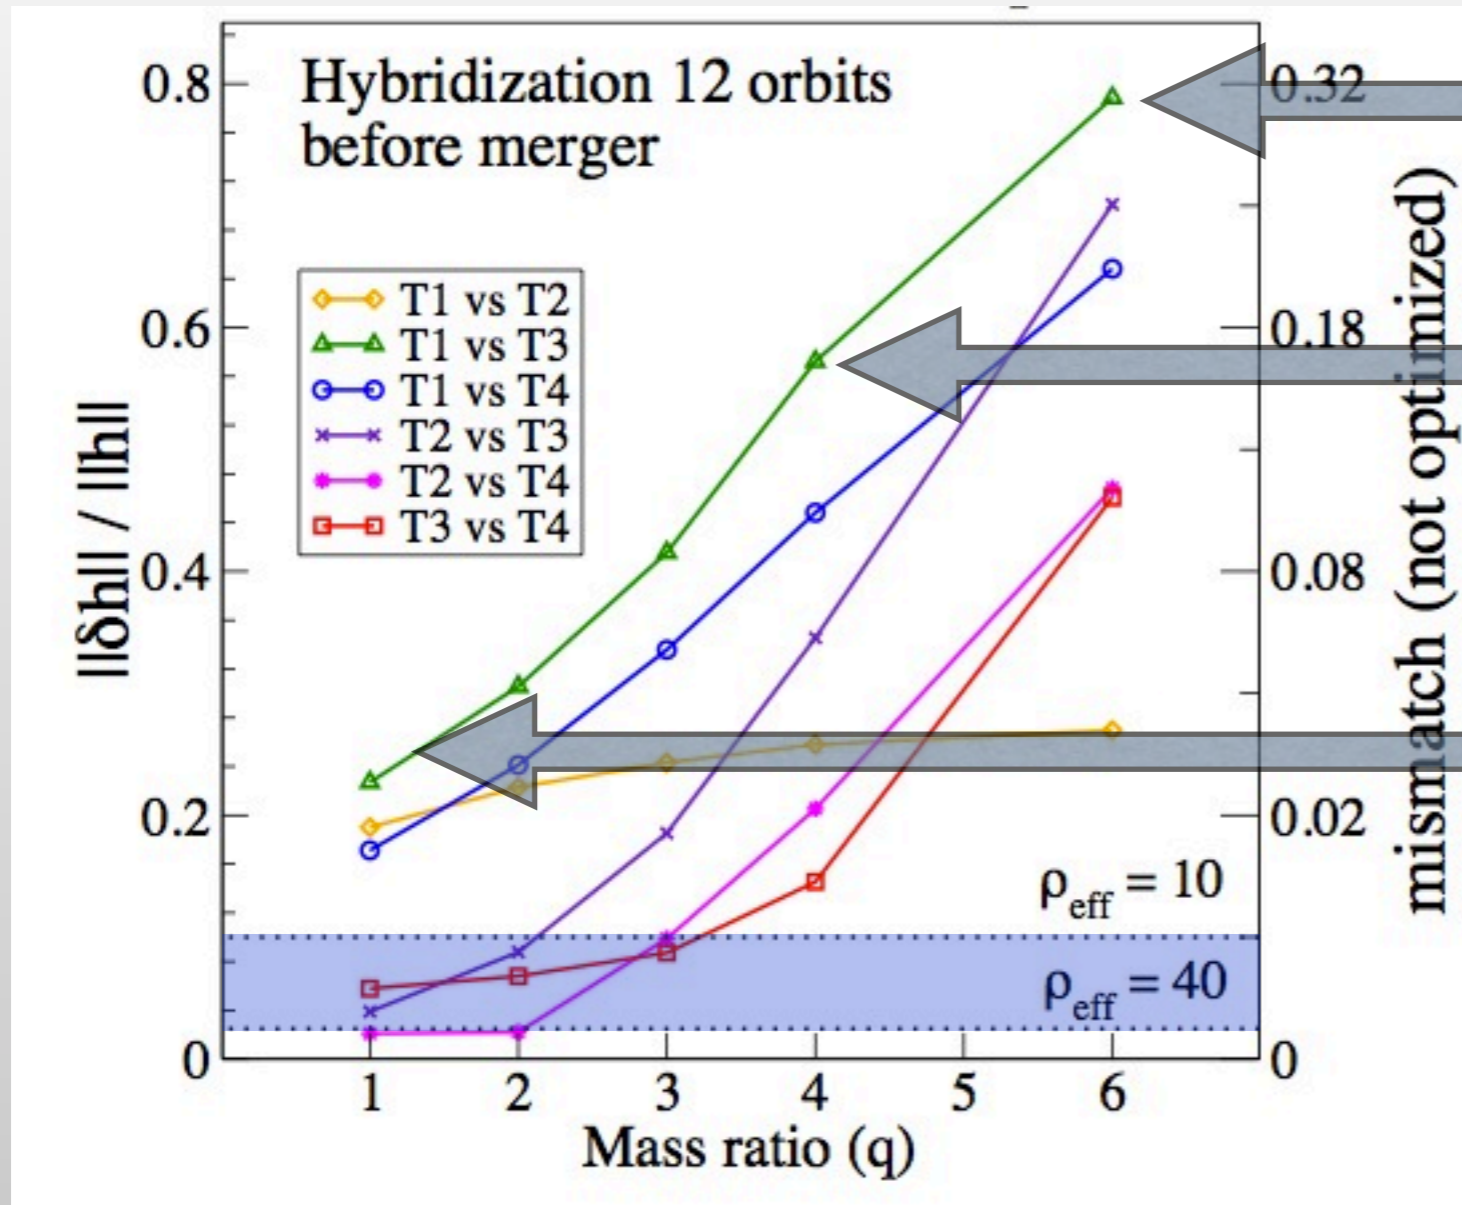 Hybridization 12 orbits
before merger
T1 vs T2
T1 vs T3
T1 vs T4
T2 vs T3
T2 vs T4
T3 vs T4
||δh|| / ||h||
0.8
0.6
0.4
0.2
0
0.32
0.18
0.08
0.02
0
mismatch (not optimized)
ρeff = 10
ρeff = 40
1 2 3 4 5 6
Mass ratio (q)